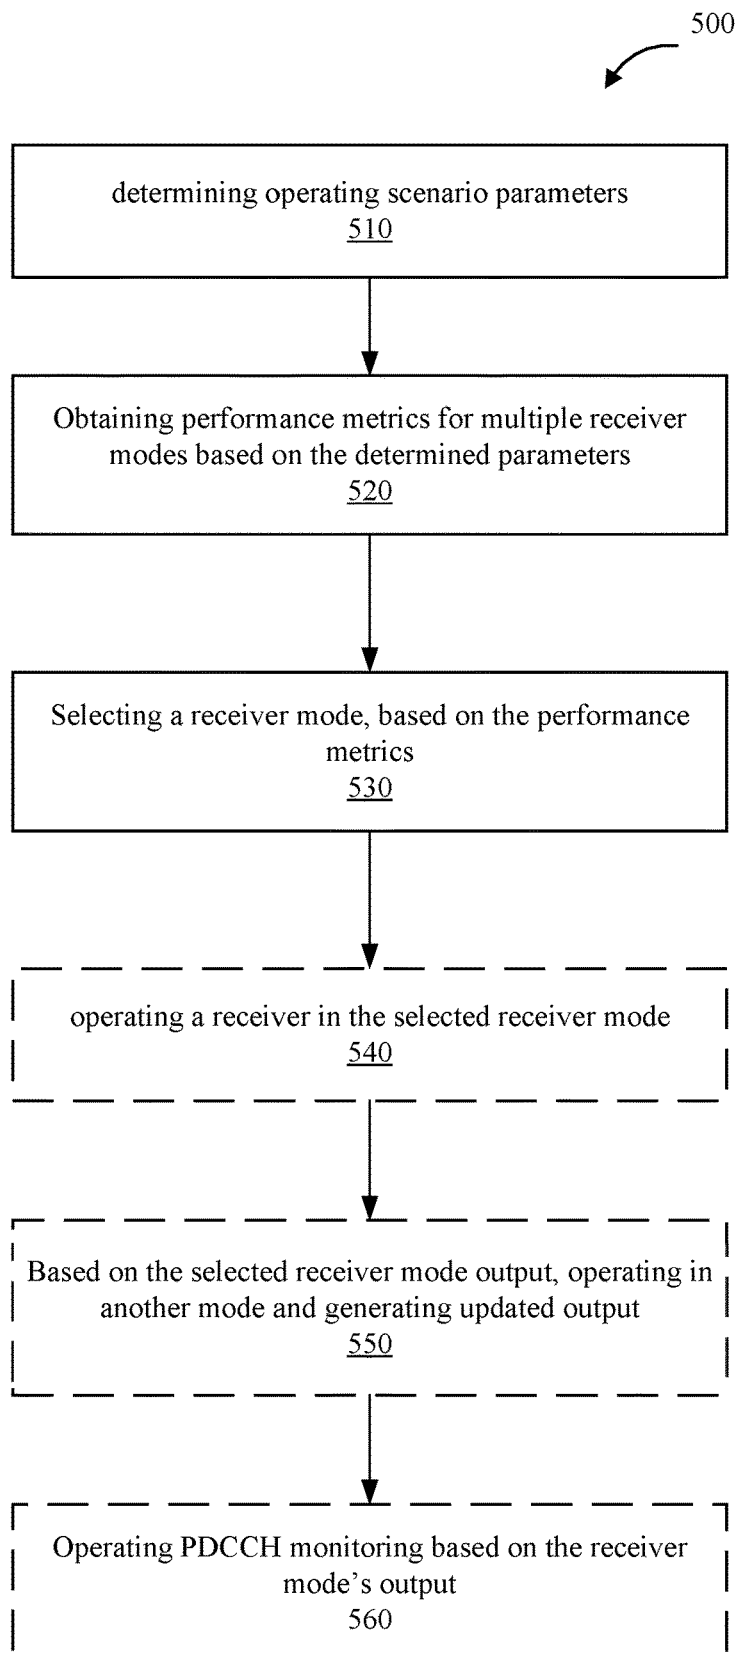 500
determining operating scenario parameters
510
Obtaining performance metrics for multiple receiver
modes based on the determined parameters
520
Selecting a receiver mode, based on the performance
metrics
530
operating a receiver in the selected receiver mode
540
Based on the selected receiver mode output, operating in
another mode and generating updated output
550
Operating PDCCH monitoring based on the receiver
mode’s output
560